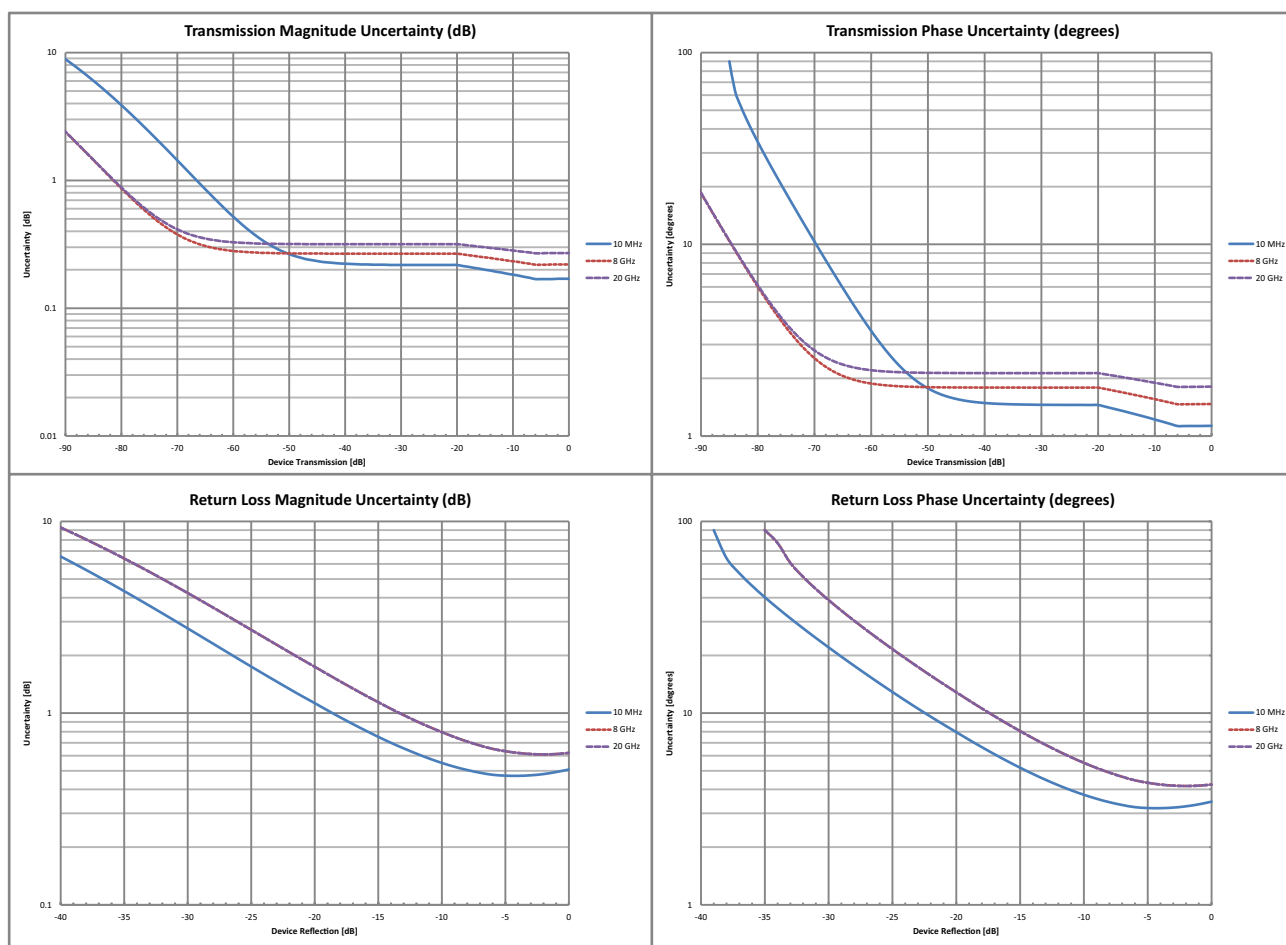 Transmission Magnitude Uncertainty (dB)
10
1
0.1
0.01
Uncertainty [dB]
-90 -80 -70 -60 -50 -40 -30 -20 -10 0
Device Transmission [dB]
10 MHz
8 GHz
20 GHz
Transmission Phase Uncertainty (degrees)
100
10
1
Uncertainty [degrees]
-90 -80 -70 -60 -50 -40 -30 -20 -10 0
Device Transmission [dB]
10 MHz
8 GHz
20 GHz
Return Loss Magnitude Uncertainty (dB)
10
1
0.1
Uncertainty [dB]
-40 -35 -30 -25 -20 -15 -10 -5 0
Device Reflection [dB]
10 MHz
8 GHz
20 GHz
Return Loss Phase Uncertainty (degrees)
100
10
1
Uncertainty [degrees]
-40 -35 -30 -25 -20 -15 -10 -5 0
Device Reflection [dB]
10 MHz
8 GHz
20 GHz